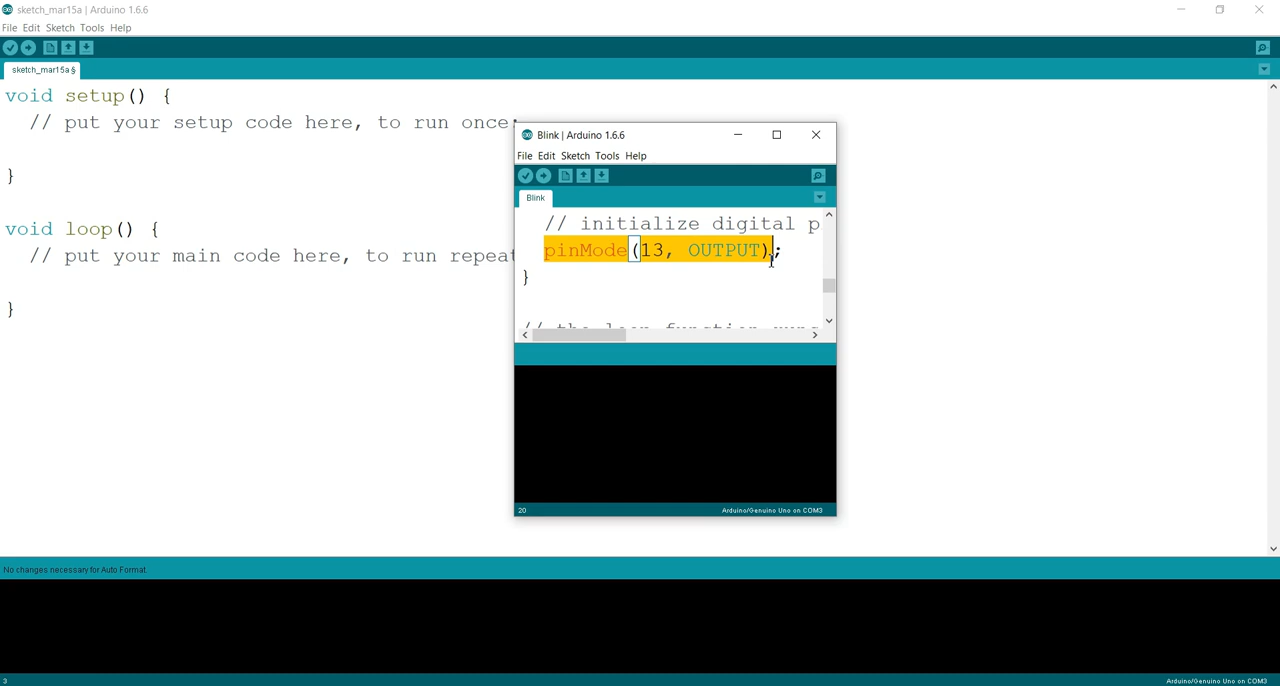 sketch_mar15a | Arduino 1.6.6
File Edit Sketch Tools Help
sketch_mar15a §
void setup() {
// put your setup code here, to run once:
}
void loop() {
// put your main code here, to run repeat
}
Blink | Arduino 1.6.6
File Edit Sketch Tools Help
Blink
// initialize digital p
pinMode(13, OUTPUT);
}
// the loop function runs
20
Arduino/Genuino Uno on COM3
No changes necessary for Auto Format.
3
Arduino/Genuino Uno on COM3